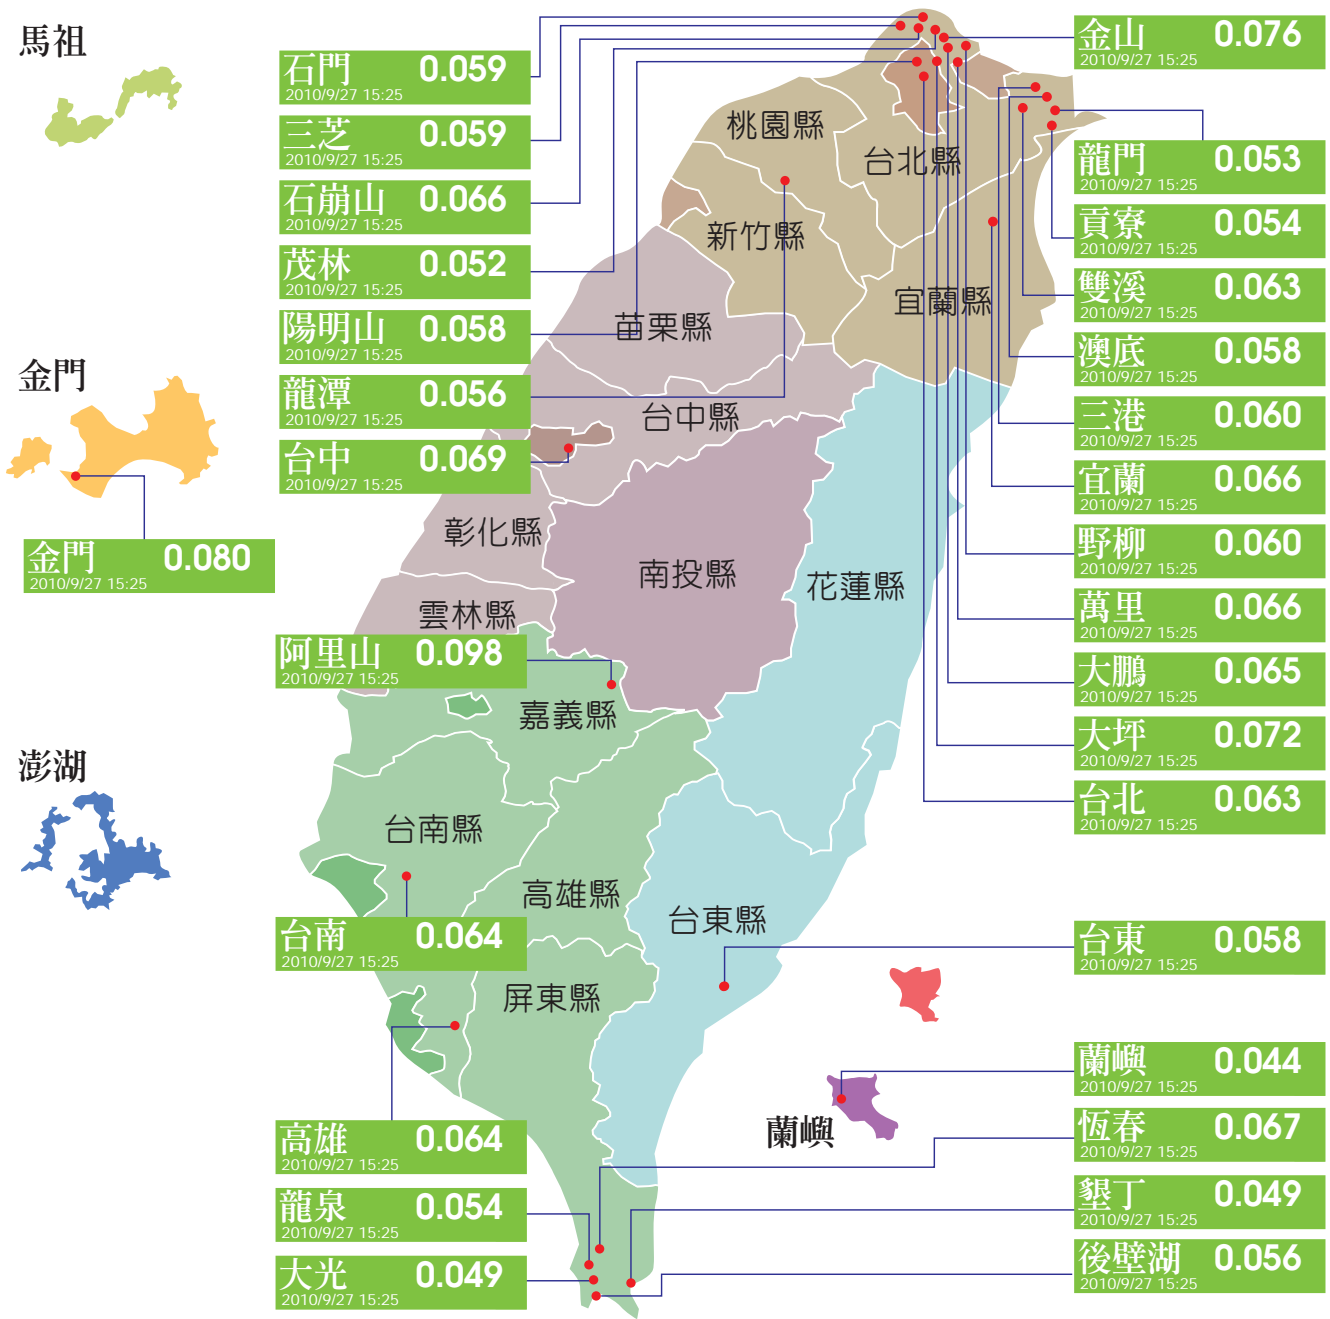 馬祖
石門 0.059
2010/9/27 15:25
三芝 0.059
2010/9/27 15:25
石崩山 0.066
2010/9/27 15:25
茂林 0.052
2010/9/27 15:25
陽明山 0.058
2010/9/27 15:25
龍潭 0.056
2010/9/27 15:25
台中 0.069
2010/9/27 15:25
金門
金門 0.080
2010/9/27 15:25
阿里山 0.098
2010/9/27 15:25
澎湖
台南 0.064
2010/9/27 15:25
高雄 0.064
2010/9/27 15:25
龍泉 0.054
2010/9/27 15:25
大光 0.049
2010/9/27 15:25
桃園縣
台北縣
新竹縣
宜蘭縣
苗栗縣
台中縣
彰化縣
南投縣
花蓮縣
雲林縣
嘉義縣
台南縣
高雄縣
台東縣
屏東縣
金山 0.076
2010/9/27 15:25
龍門 0.053
2010/9/27 15:25
貢寮 0.054
2010/9/27 15:25
雙溪 0.063
2010/9/27 15:25
澳底 0.058
2010/9/27 15:25
三港 0.060
2010/9/27 15:25
宜蘭 0.066
2010/9/27 15:25
野柳 0.060
2010/9/27 15:25
萬里 0.066
2010/9/27 15:25
大鵬 0.065
2010/9/27 15:25
大坪 0.072
2010/9/27 15:25
台北 0.063
2010/9/27 15:25
台東 0.058
2010/9/27 15:25
蘭嶼 0.044
2010/9/27 15:25
蘭嶼
恆春 0.067
2010/9/27 15:25
墾丁 0.049
2010/9/27 15:25
後壁湖 0.056
2010/9/27 15:25